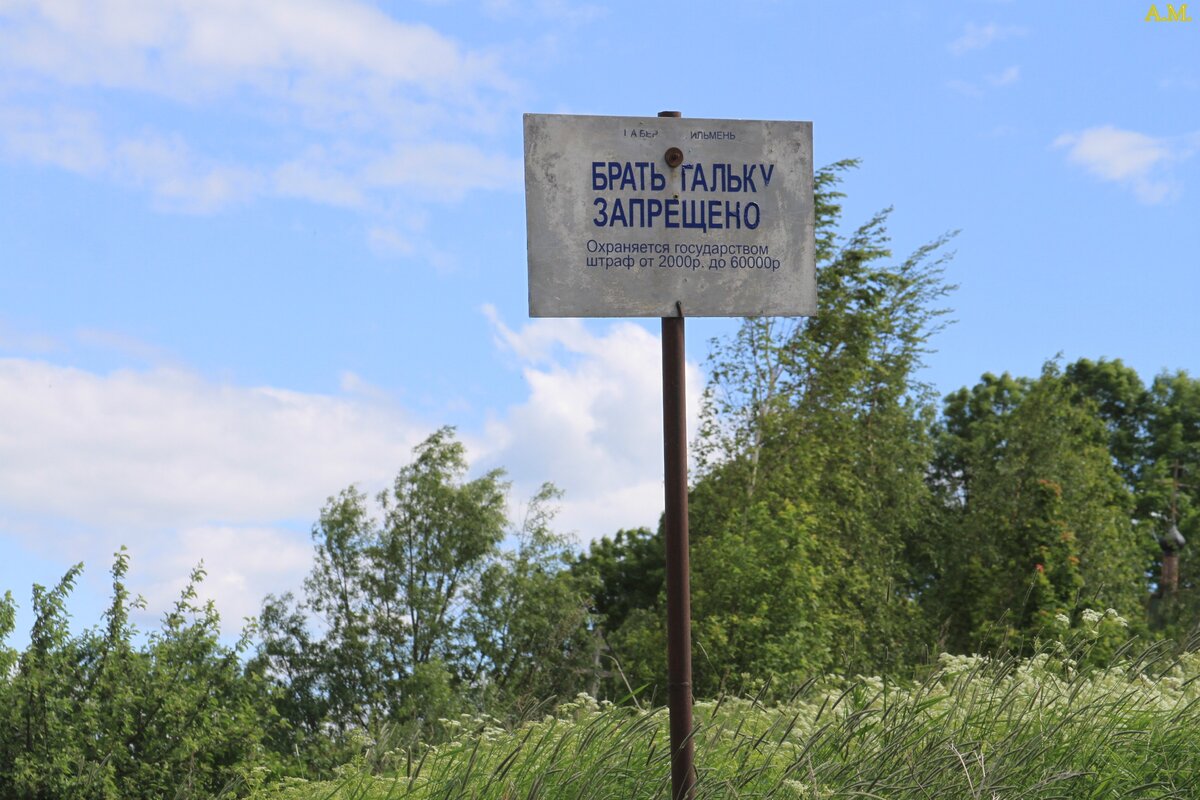 A.M.
ИЛЬМЕНЬ
БРАТЬ ГАЛЬКУ
ЗАПРЕЩЕНО
Охраняется государством
штраф от 2000р. до 60000р